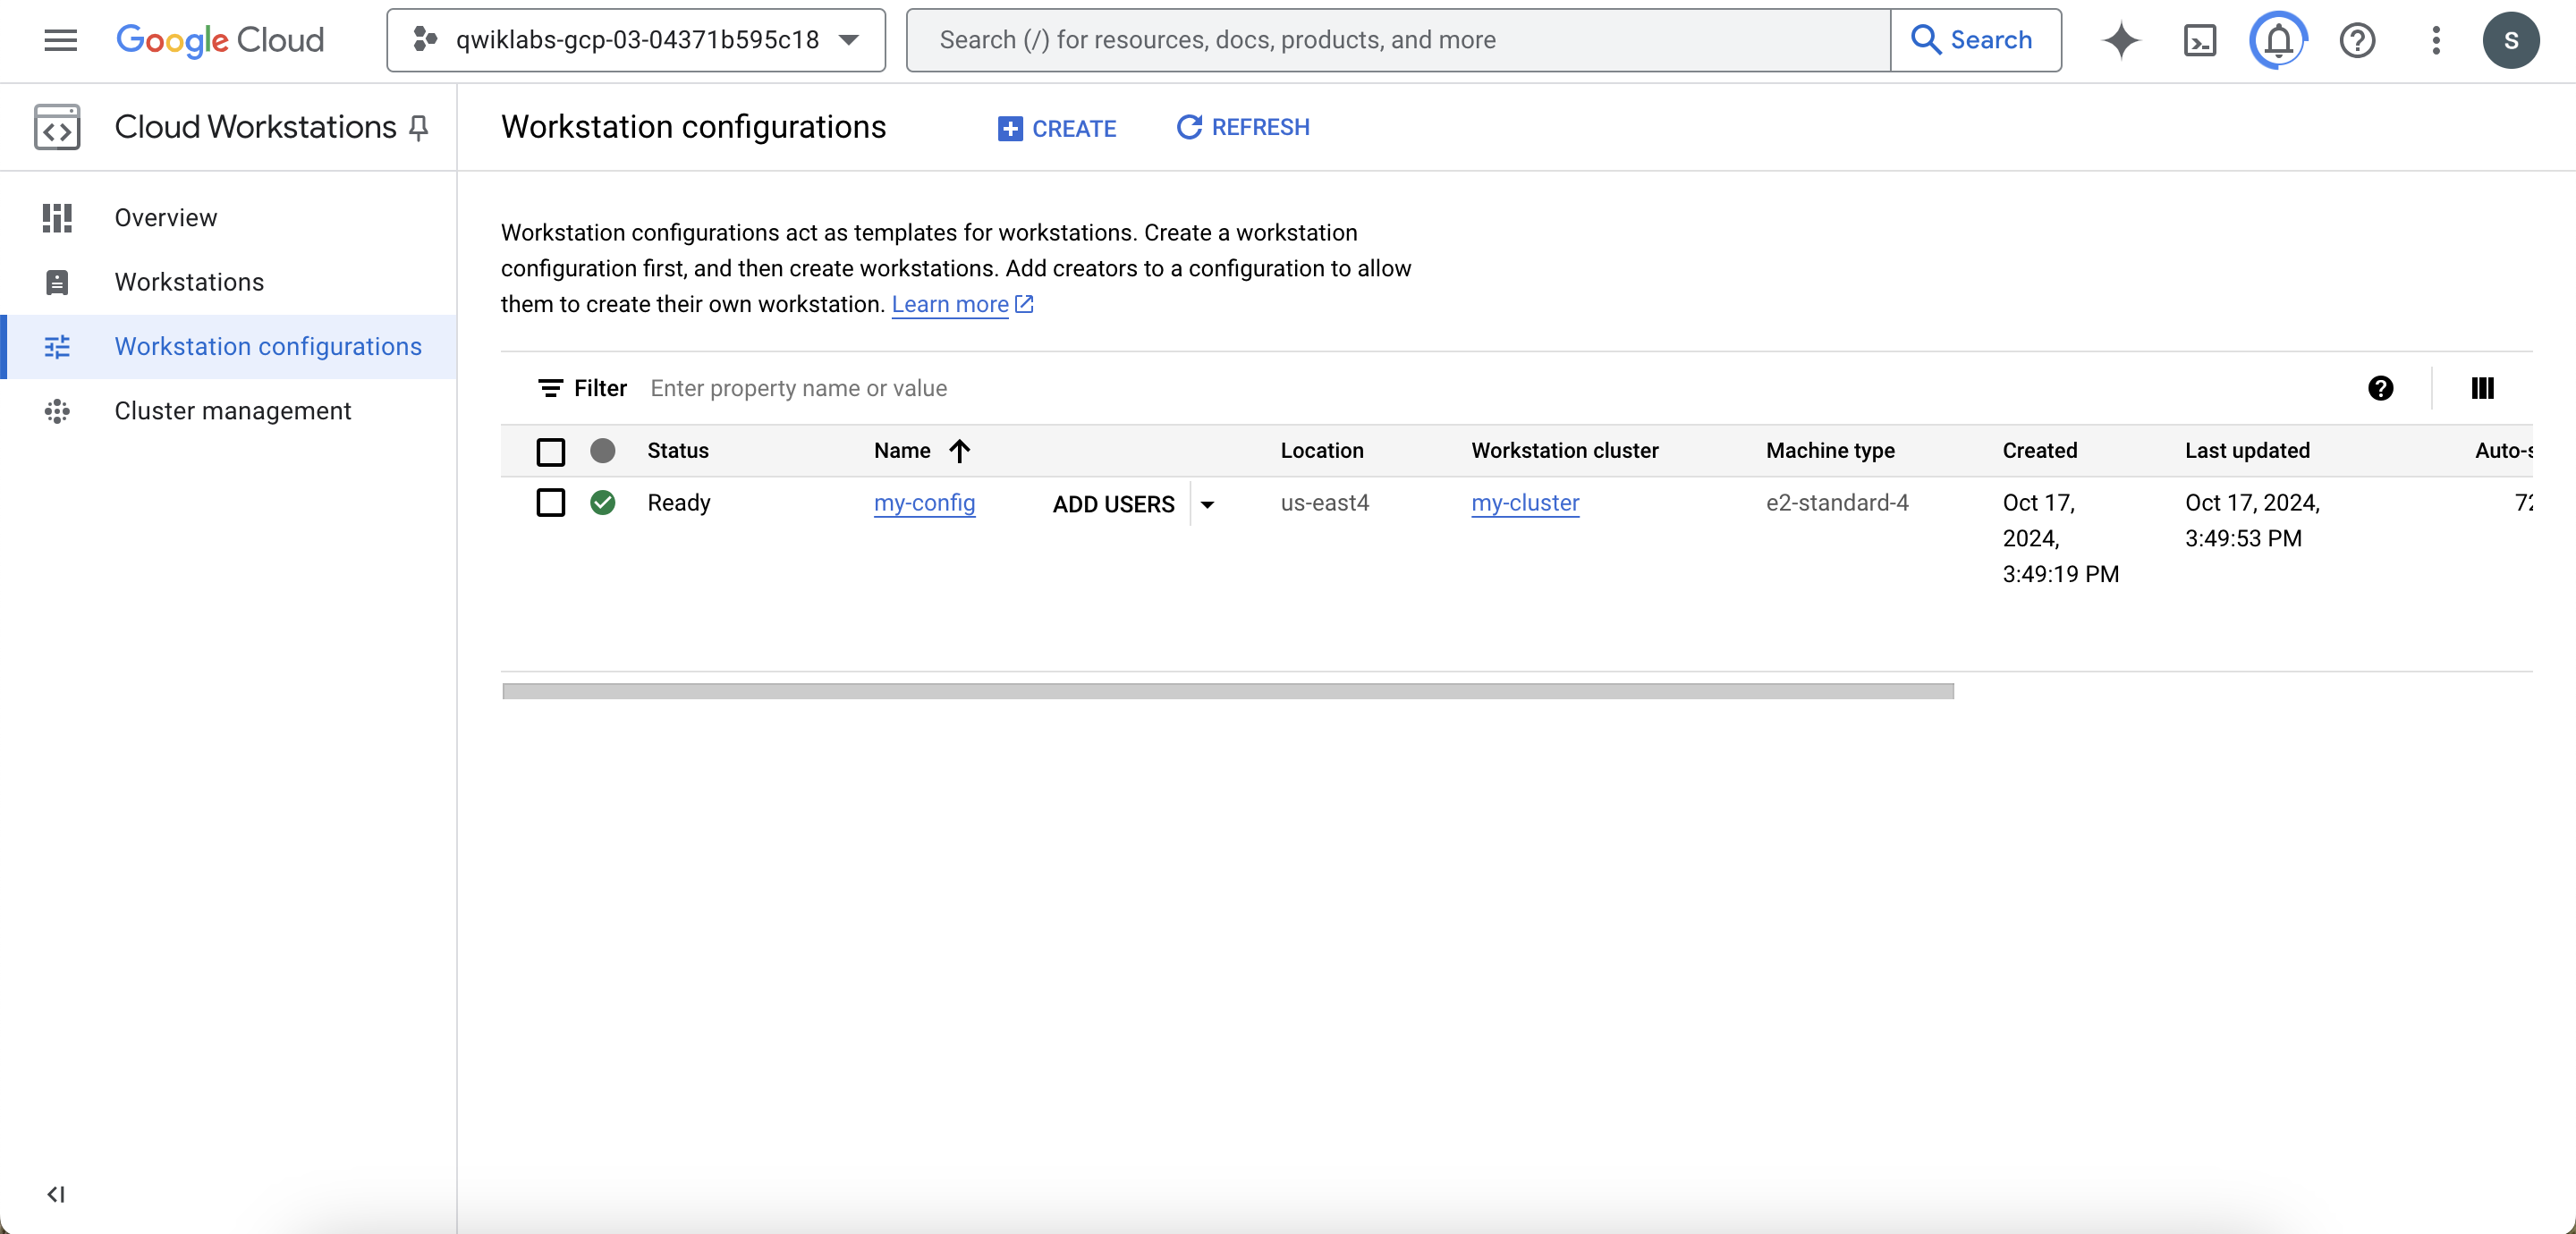 Google Cloud
qwiklabs-gcp-03-04371b595c18
Search (/) for resources, docs, products, and more
Search
S
Cloud Workstations
Workstation configurations
CREATE
REFRESH
Overview
Workstations
Workstation configurations
Cluster management
Workstation configurations act as templates for workstations. Create a workstation
configuration first, and then create workstations. Add creators to a configuration to allow
them to create their own workstation. Learn more
Filter Enter property name or value
Status Name Location Workstation cluster Machine type Created Last updated Auto-s
Ready my-config ADD USERS us-east4 my-cluster e2-standard-4 Oct 17, Oct 17, 2024, 72
2024, 3:49:53 PM
3:49:19 PM